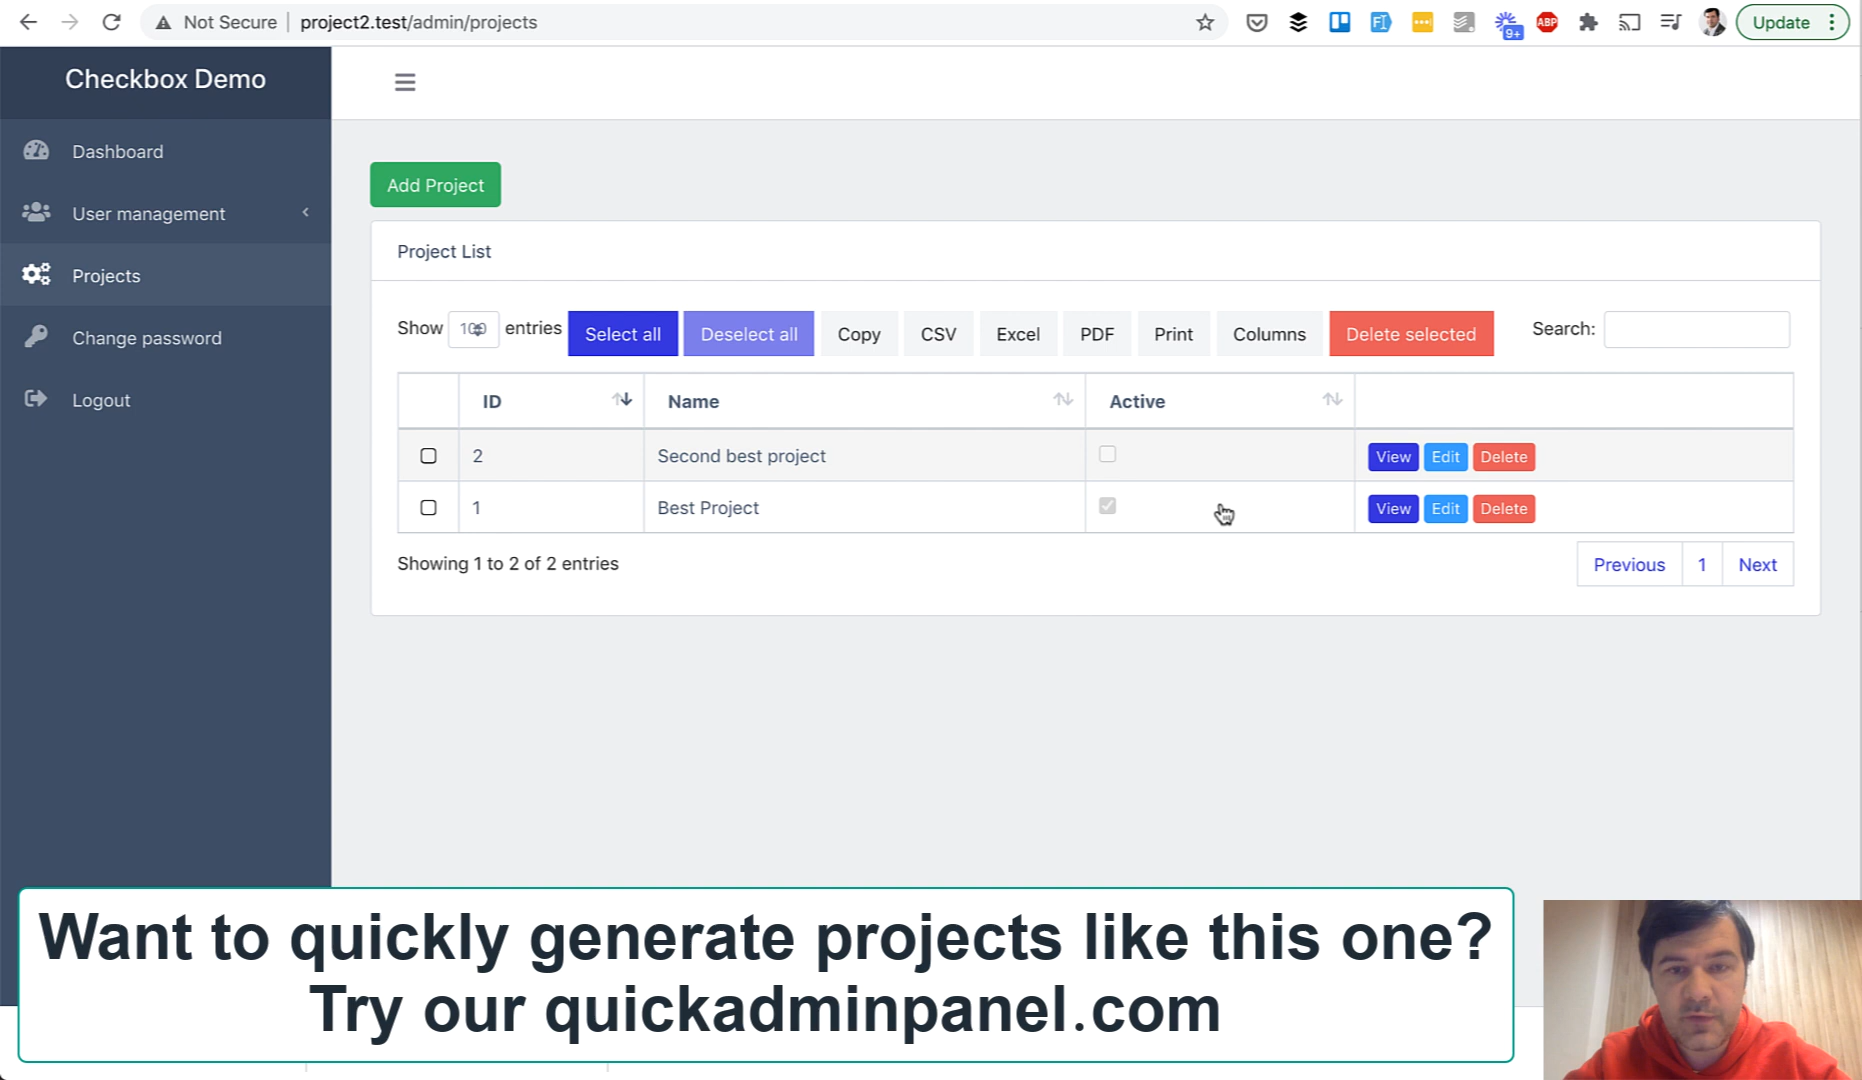 Not Secure project2.test/admin/projects
9+
ABP
Update
Checkbox Demo
Dashboard
User management
Projects
Change password
Logout
Add Project
Project List
Show 100 entries Select all Deselect all Copy CSV Excel PDF Print Columns Delete selected Search:
ID Name Active
2 Second best project View Edit Delete
1 Best Project View Edit Delete
Showing 1 to 2 of 2 entries
Previous 1 Next
Want to quickly generate projects like this one?
Try our quickadminpanel.com